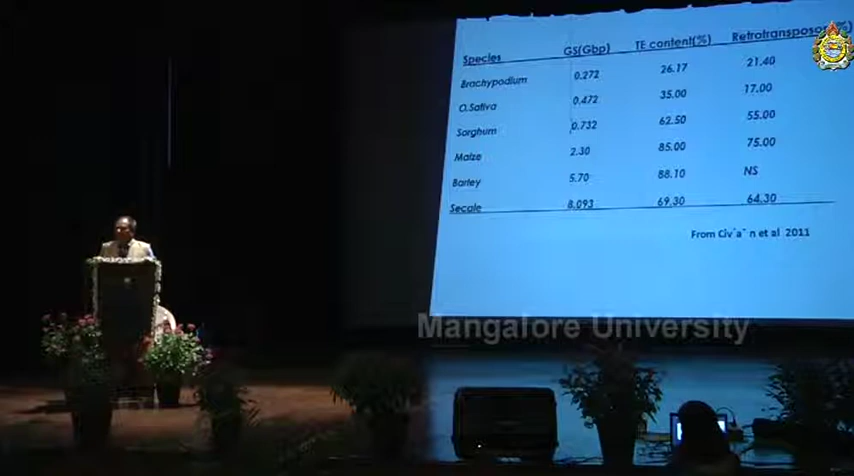 Species GS(Gbp) TE content(%) Retrotransposon(%)
Brachypodium 0.272 26.17 21.40
O.Sativa 0.472 35.00 17.00
Sorghum 0.732 62.50 55.00
Maize 2.30 85.00 75.00
Barley 5.70 88.10 NS
Secale 8.093 69.30 64.30
From Civ´aˇ n et al 2011
Mangalore University